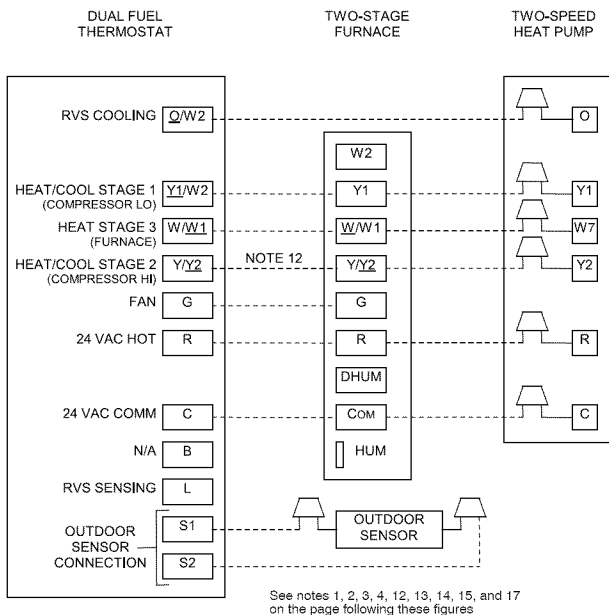 DUAL FUEL
THERMOSTAT
TWO-STAGE
FURNACE
TWO-SPEED
HEAT PUMP
RVS COOLING
O/W2
O
W2
HEAT/COOL STAGE 1
(COMPRESSOR LO)
Y1/W2
Y1
Y1
HEAT STAGE 3
(FURNACE)
W/W1
W/W1
W7
HEAT/COOL STAGE 2
(COMPRESSOR HI)
Y/Y2
NOTE 12
Y/Y2
Y2
FAN
G
G
24 VAC HOT
R
R
R
DHUM
24 VAC COMM
C
COM
C
N/A
B
HUM
RVS SENSING
L
OUTDOOR
SENSOR
CONNECTION
S1
S2
OUTDOOR
SENSOR
See notes 1, 2, 3, 4, 12, 13, 14, 15, and 17
on the page following these figures